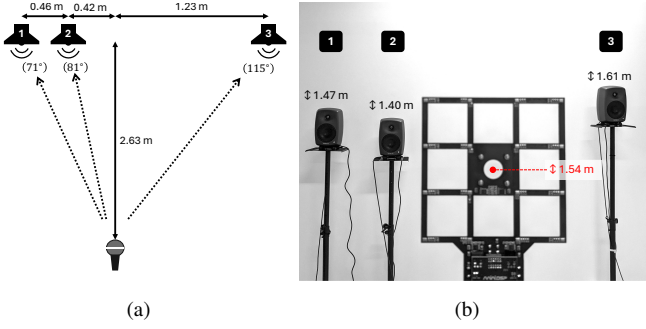 0.46 m 0.42 m 1.23 m
1 2 3
(71°) (81°) (115°)
2.63 m
(a)
1 2 3
↕1.47 m ↕1.40 m ↕1.61 m
↕1.54 m
(b)